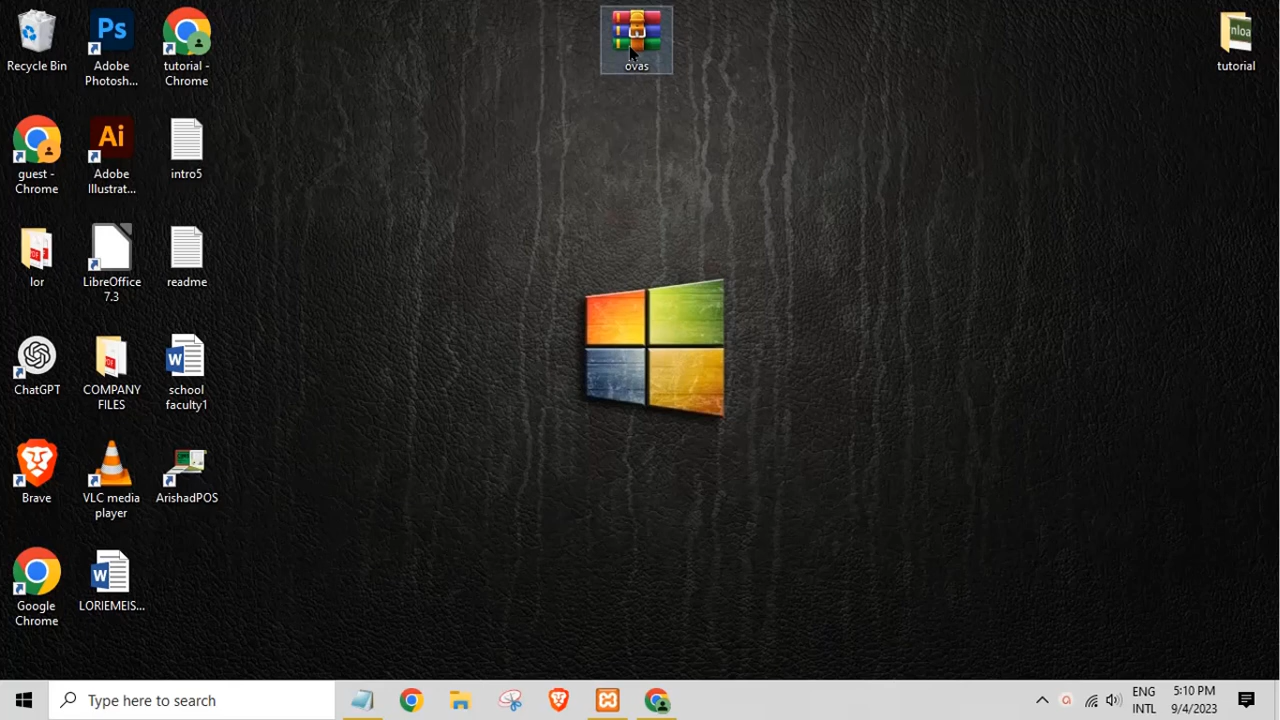 Recycle Bin
Adobe
Photosh...
tutorial -
Chrome
ovas
nloa
tutorial
guest -
Chrome
Adobe
Illustrat...
intro5
lor
LibreOffice
7.3
readme
ChatGPT
COMPANY
FILES
school
faculty1
Brave
VLC media
player
ArishadPOS
Google
Chrome
LORIEMEIS...
Type here to search
ENG
INTL
5:10 PM
9/4/2023